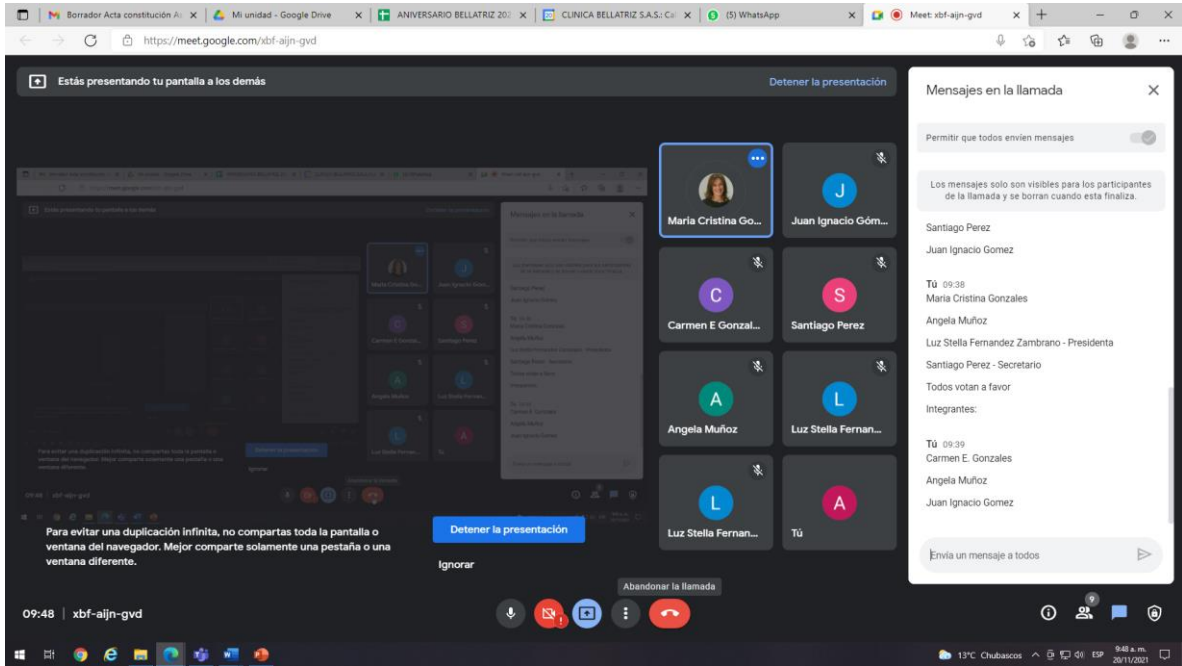 Borrador Acta constitución A
Mi unidad - Google Drive
ANIVERSARIO BELLATRIZ 202
CLINICA BELLATRIZ S.A.S.: Cal
(5) WhatsApp
Meet: xbf-aijn-gvd
https://meet.google.com/xbf-aijn-gvd
Estás presentando tu pantalla a los demás
Detener la presentación
Mensajes en la llamada
Permitir que todos envíen mensajes
Los mensajes solo son visibles para los participantes
de la llamada y se borran cuando esta finaliza.
Santiago Perez
Juan Ignacio Gomez
Tú 09:38
Maria Cristina Gonzales
Angela Muñoz
Luz Stella Fernandez Zambrano - Presidenta
Santiago Perez - Secretario
Todos votan a favor
Integrantes:
Tú 09:39
Carmen E. Gonzales
Angela Muñoz
Juan Ignacio Gomez
Envía un mensaje a todos
Maria Cristina Go...
J
Juan Ignacio Góm...
C
Carmen E Gonzal...
S
Santiago Perez
A
Angela Muñoz
L
Luz Stella Fernan...
L
Luz Stella Fernan...
A
Tú
Para evitar una duplicación infinita, no compartas toda la pantalla o
ventana del navegador. Mejor comparte solamente una pestaña o una
ventana diferente.
Detener la presentación
Ignorar
Abandonar la llamada
09:48 | xbf-aijn-gvd
9
13°C Chubascos
ESP
9:48 a. m.
20/11/2021